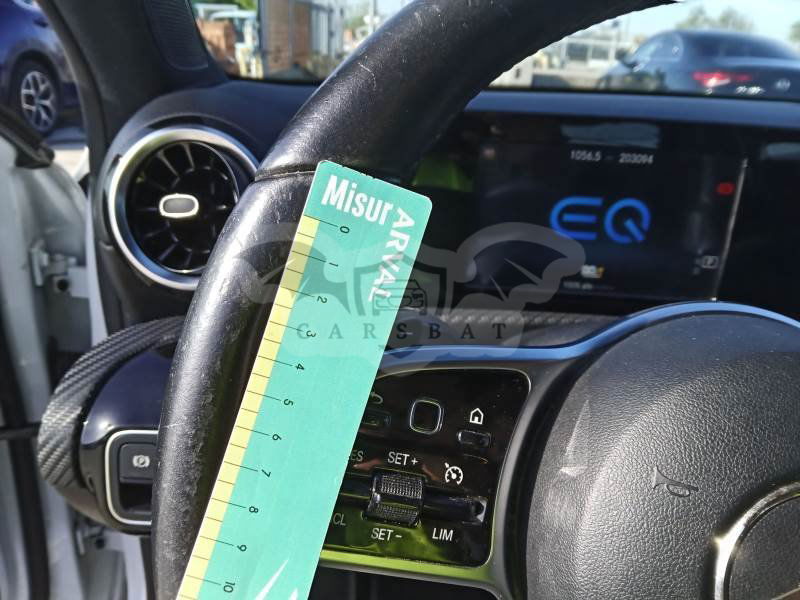 1056.5 - 203094
EQ
Misur
ARVAL
0
1
2
3
4
5
6
7
8
9
10
CARSBAT
SET +
SET -
CL
LIM